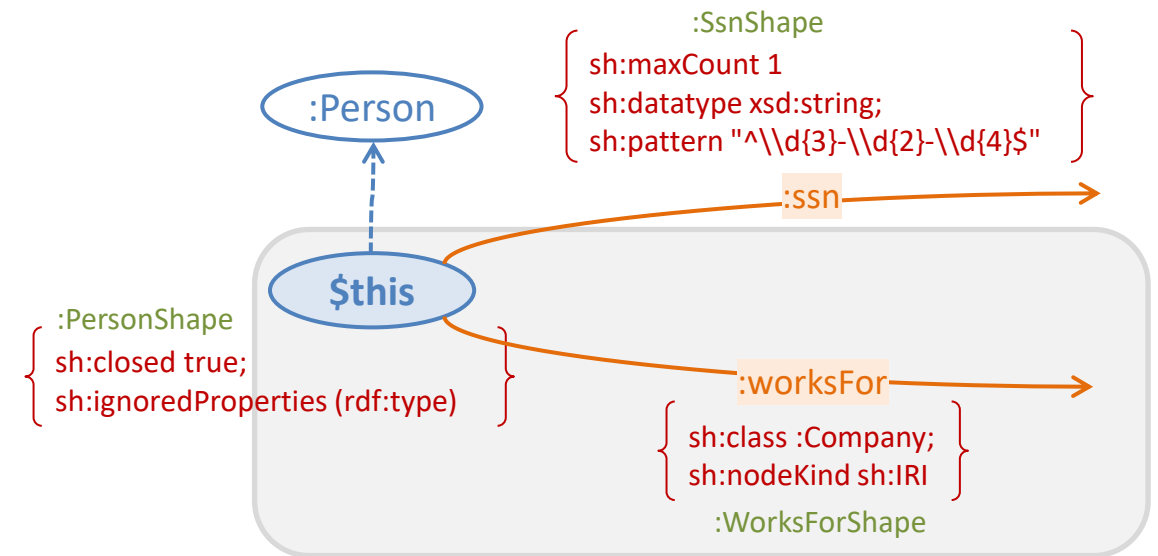 :SsnShape
sh:maxCount 1
sh:datatype xsd:string;
sh:pattern "^\\d{3}-\\d{2}-\\d{4}$"
:Person
:ssn
$this
:PersonShape
sh:closed true;
sh:ignoredProperties (rdf:type)
:worksFor
sh:class :Company;
sh:nodeKind sh:IRI
:WorksForShape